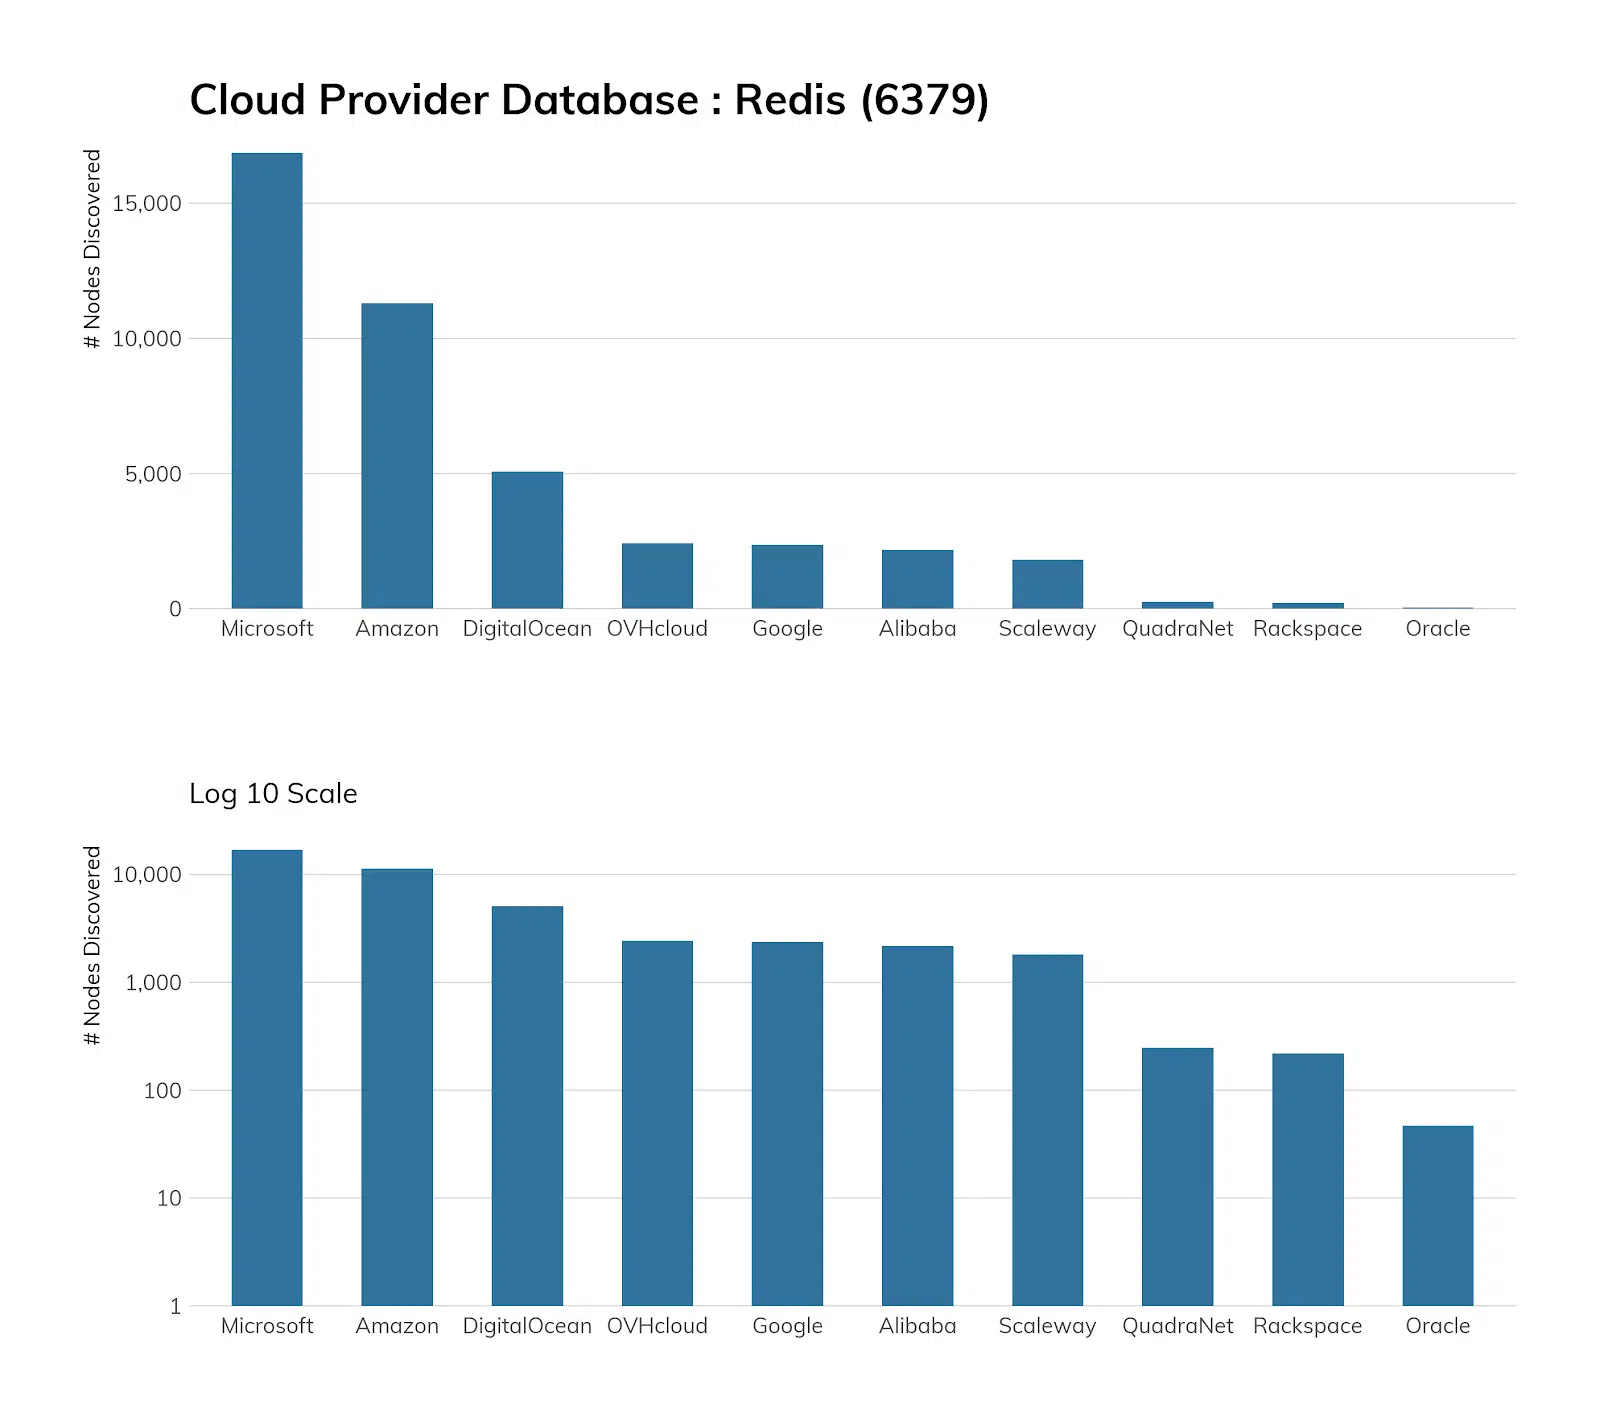 Cloud Provider Database : Redis (6379)
# Nodes Discovered
15,000
10,000
5,000
0
Microsoft Amazon DigitalOcean OVHcloud Google Alibaba Scaleway QuadraNet Rackspace Oracle
Log 10 Scale
# Nodes Discovered
10,000
1,000
100
10
1
Microsoft Amazon DigitalOcean OVHcloud Google Alibaba Scaleway QuadraNet Rackspace Oracle